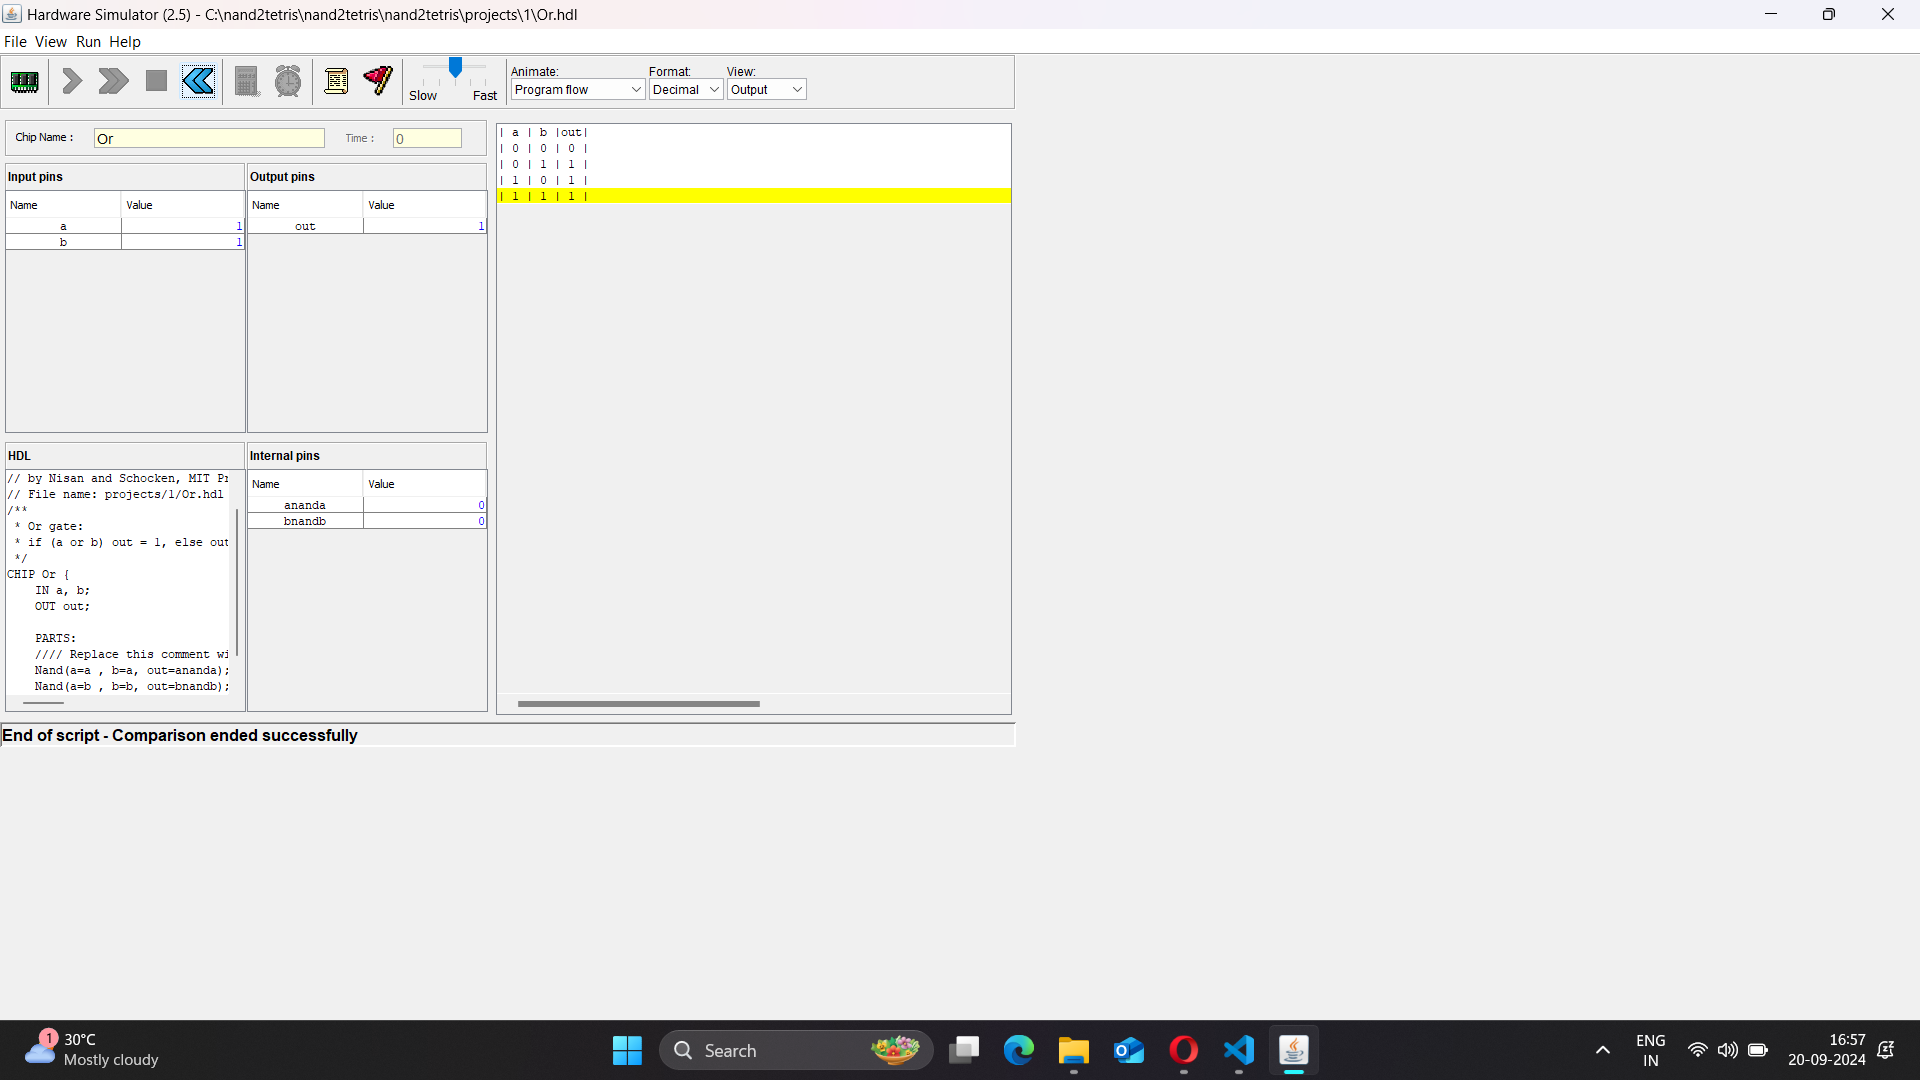 Hardware Simulator (2.5) - C:\nand2tetris\nand2tetris\nand2tetris\projects\1\Or.hdl
File View Run Help
Slow Fast
Animate: Format: View:
Program flow Decimal Output
Chip Name : Or Time : 0
Input pins
Name Value
a 1
b 1
Output pins
Name Value
out 1
| a | b |out|
| 0 | 0 | 0 |
| 0 | 1 | 1 |
| 1 | 0 | 1 |
| 1 | 1 | 1 |
HDL
// by Nisan and Schocken, MIT Pr
// File name: projects/1/Or.hdl
/**
* Or gate:
* if (a or b) out = 1, else out
*/
CHIP Or {
IN a, b;
OUT out;
PARTS:
//// Replace this comment wi
Nand(a=a , b=a, out=ananda);
Nand(a=b , b=b, out=bnandb);
Internal pins
Name Value
ananda 0
bnandb 0
End of script - Comparison ended successfully
1
30°C
Mostly cloudy
Search
ENG
IN
16:57
20-09-2024